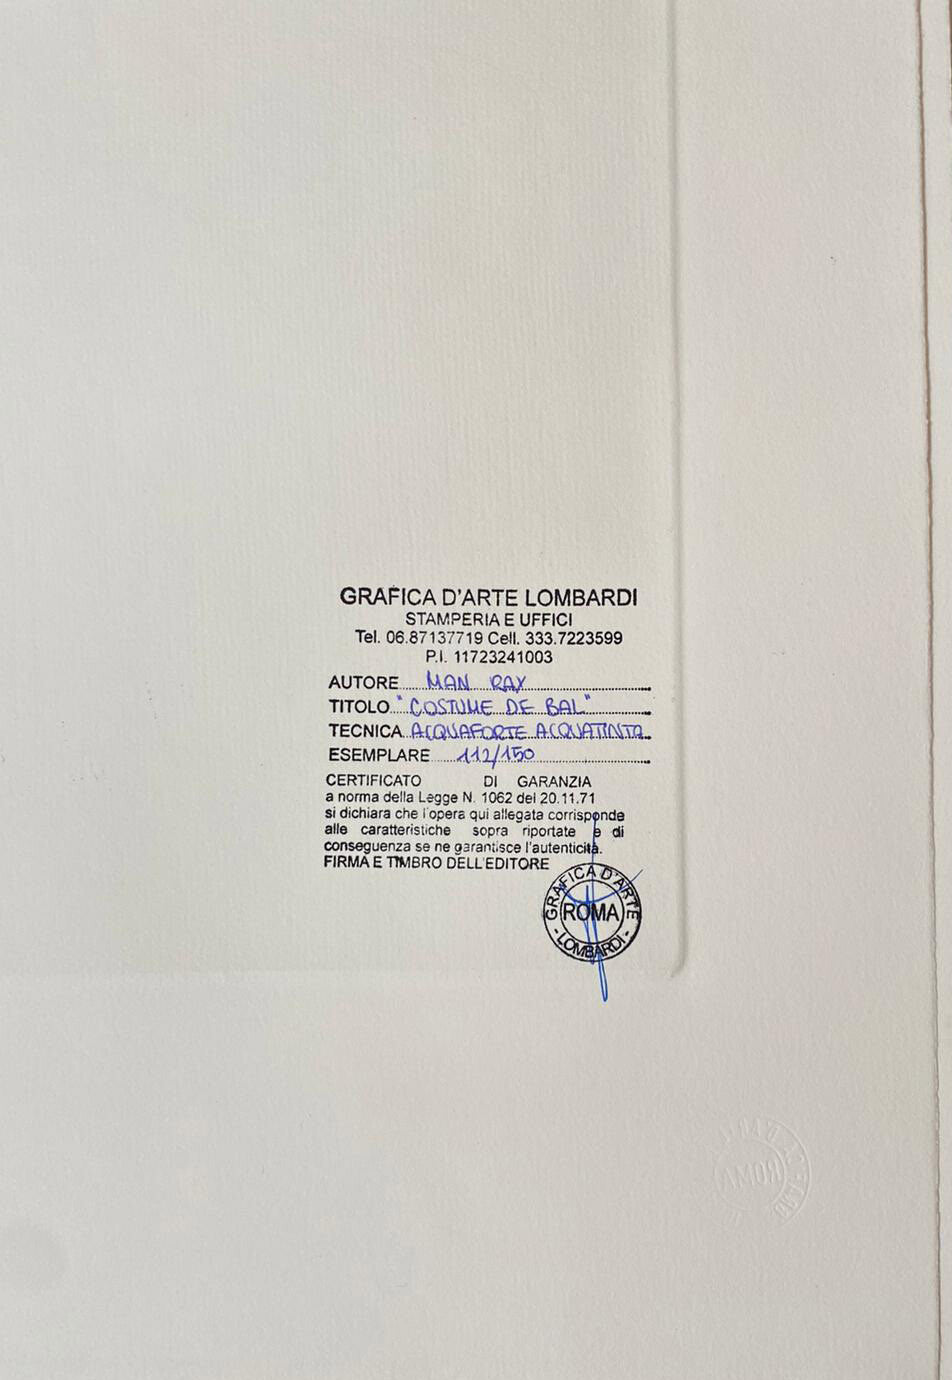 GRAFICA D'ARTE LOMBARDI
STAMPERIA E UFFICI
Tel. 06.87137719 Cell. 333.7223599
P.I. 11723241003
AUTORE MAN RAY
TITOLO "COSTUME DE BAL"
TECNICA ACQUAFORTE ACQUATINTA
ESEMPLARE 112/150
CERTIFICATO DI GARANZIA
a norma della Legge N. 1062 del 20.11.71
si dichiara che l'opera qui allegata corrisponde
alle caratteristiche sopra riportate e di
conseguenza se ne garantisce l'autenticità.
FIRMA E TIMBRO DELL'EDITORE
GRAFICA D'ARTE
ROMA
- LOMBARDI -
ROMA